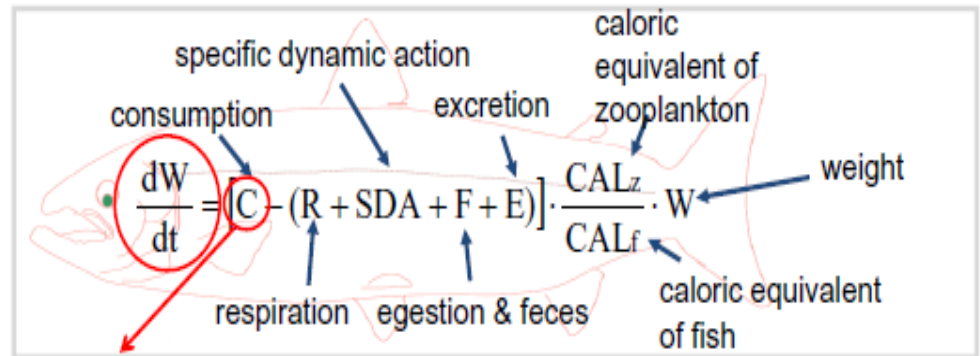 caloric
equivalent of
zooplankton
specific dynamic action
excretion
consumption
weight
dW/dt = [C – (R + SDA + F + E)] · CALz/CALf · W
respiration
egestion & feces
caloric equivalent
of fish